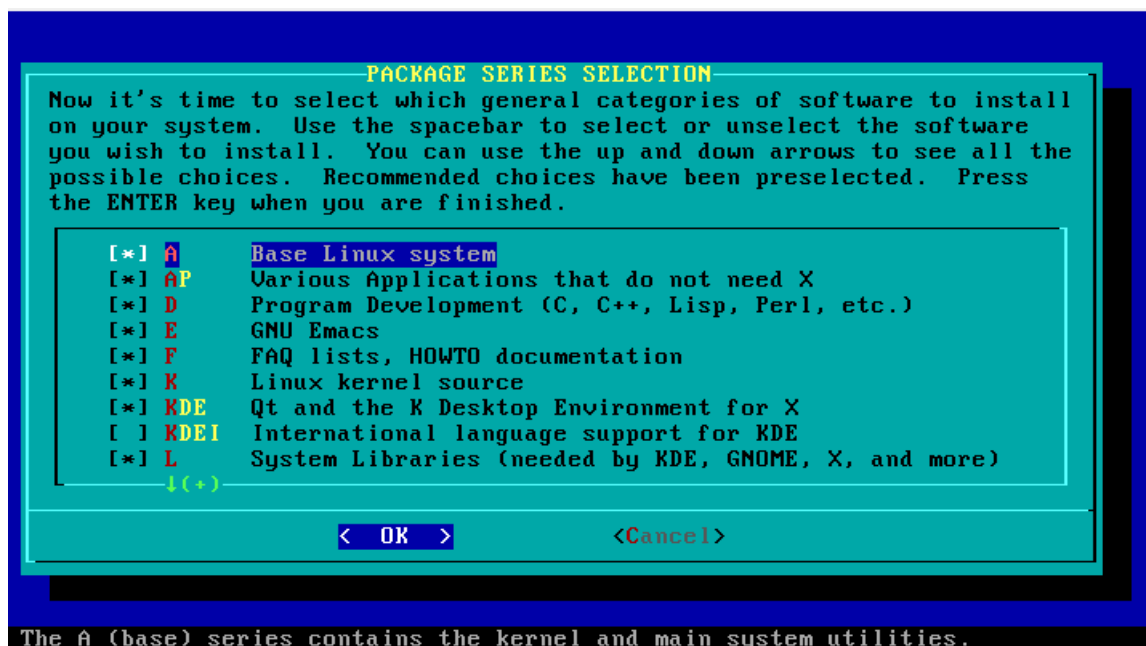 PACKAGE SERIES SELECTION
Now it's time to select which general categories of software to install
on your system.  Use the spacebar to select or unselect the software
you wish to install.  You can use the up and down arrows to see all the
possible choices.  Recommended choices have been preselected.  Press
the ENTER key when you are finished.
[*] A Base Linux system
[*] AP Various Applications that do not need X
[*] D Program Development (C, C++, Lisp, Perl, etc.)
[*] E GNU Emacs
[*] F FAQ lists, HOWTO documentation
[*] K Linux kernel source
[*] KDE Qt and the K Desktop Environment for X
[ ] KDEI International language support for KDE
[*] L System Libraries (needed by KDE, GNOME, X, and more)
↓(+)
< OK > <Cancel>
The A (base) series contains the kernel and main system utilities.